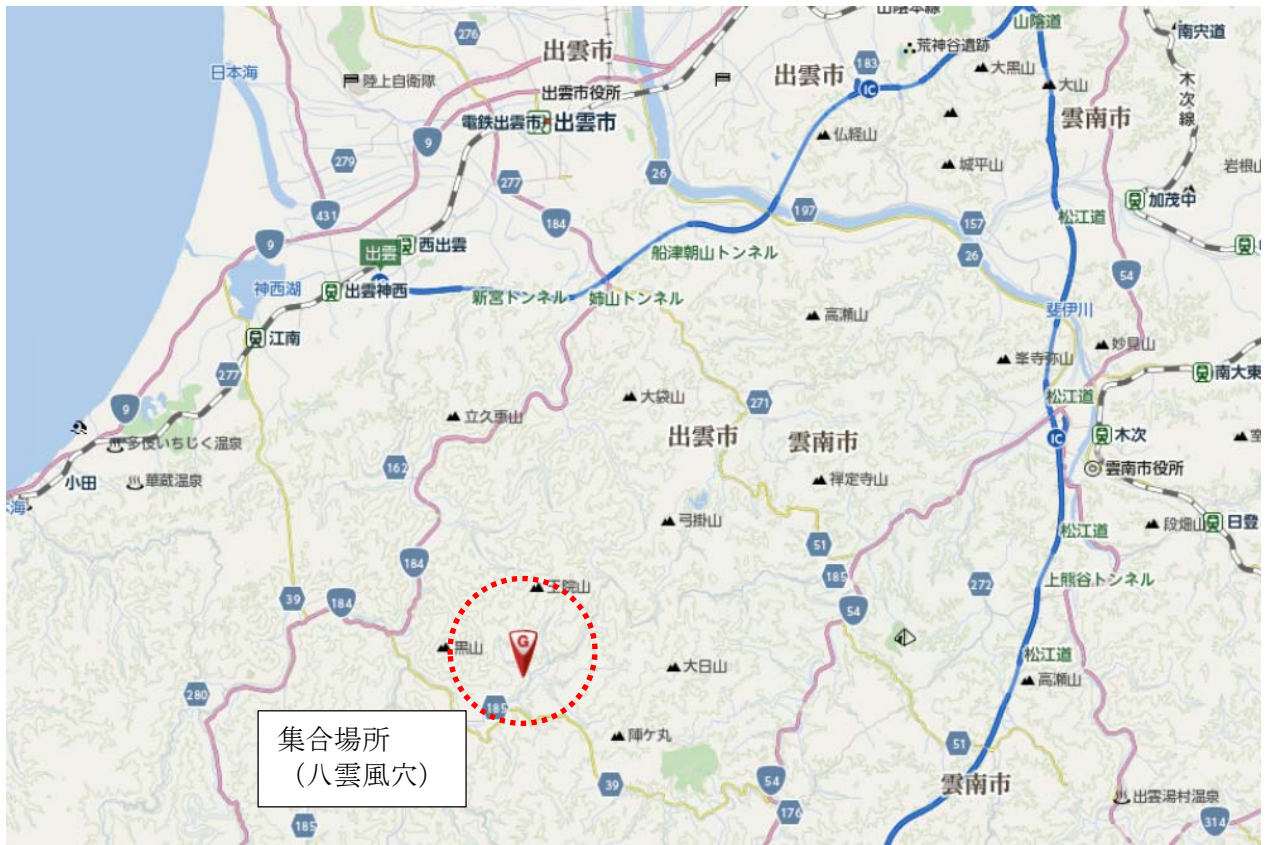 山陰本線
山陰道
南宍道
276
出雲市
荒神谷遺跡
日本海
陸上自衛隊
出雲市
183
大黒山
木次線
IC
大山
出雲市役所
電鉄出雲市
出雲市
雲南市
9
仏経山
279
城平山
岩根山
277
26
加茂中
431
184
197
157
松江道
9
出雲
西出雲
船津朝山トンネル
26
54
神西湖
出雲神西
新宮トンネル
姉山トンネル
高瀬山
斐伊川
江南
峯寺弥山
妙見山
277
南大東
大袋山
271
松江道
9
立久恵山
出雲市
雲南市
IC
木次
多伎いちじく温泉
162
雲南市役所
小田
華蔵温泉
禅定寺山
弓掛山
松江道
段畑山
日登
51
184
185
272
上熊谷トンネル
王院山
39
184
54
黒山
大日山
松江道
高瀬山
280
185
集合場所
(八雲風穴)
陣ケ丸
51
39
54
雲南市
出雲湯村温泉
185
176
314